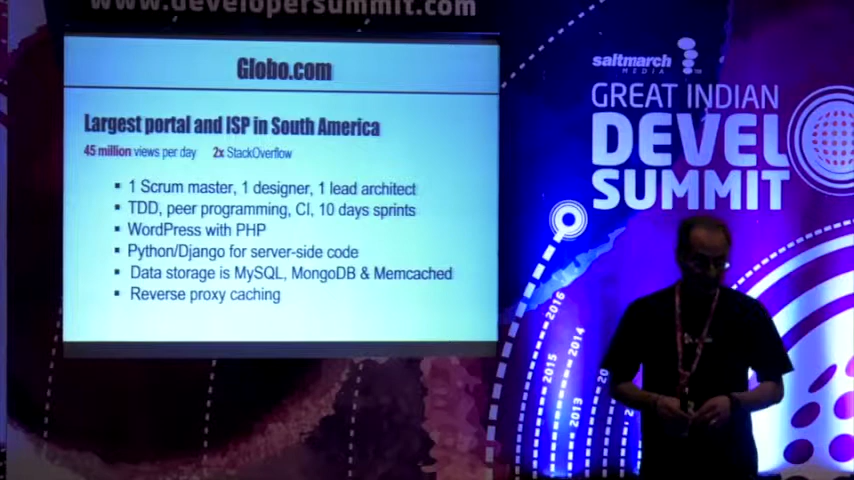 www.developersummit.com
Globo.com
Largest portal and ISP in South America
45 million views per day 2x StackOverflow
▪ 1 Scrum master, 1 designer, 1 lead architect
▪ TDD, peer programming, CI, 10 days sprints
▪ WordPress with PHP
▪ Python/Django for server-side code
▪ Data storage is MySQL, MongoDB & Memcached
▪ Reverse proxy caching
saltmarch
MEDIA TM
GREAT INDIAN
DEVEL
SUMMIT
2016
2015
2014
2013